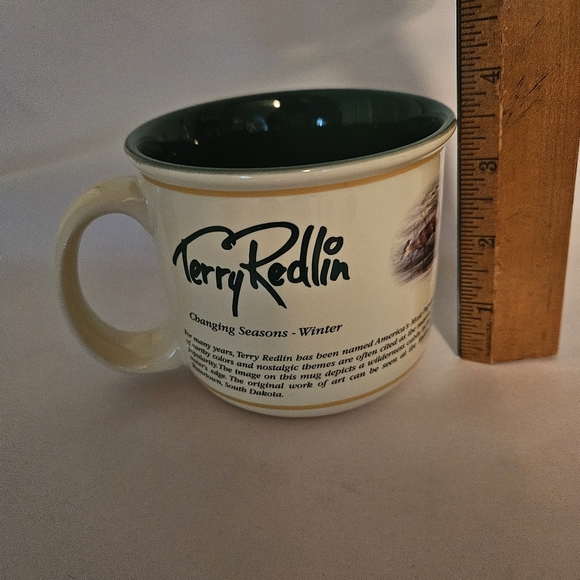 Terry Redlin
Changing Seasons - Winter
For many years, Terry Redlin has been named America's Most
of earthy colors and nostalgic themes are often cited as the
popularity. The image on this mug depicts a wilderness cabin
edge. The original work of art can be seen at the
Watertown, South Dakota.
4
3
2
1